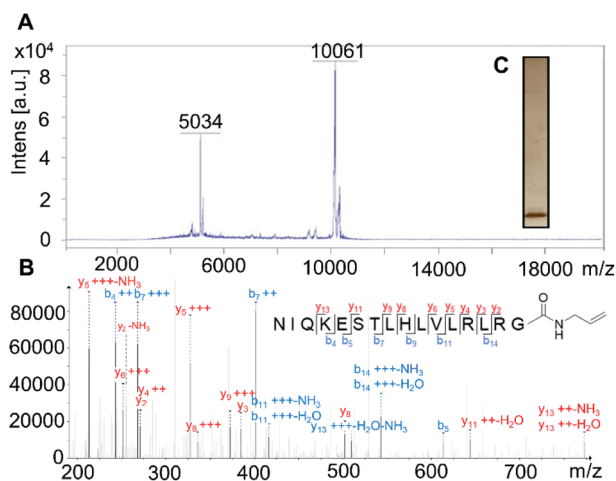 A
x10⁴
Intens [a.u.]
8
6
4
2
0
5034
10061
C
2000
6000
10000
14000
18000
m/z
B
80000
60000
40000
20000
0
y₅ +++-NH₃
b₄ ++
b₇ +++
y₂ -NH₃
y₅ +++
b₇ ++
y₆ +++
y₄ ++
y₂
y₈ +++
y₉ +++
y₃
b₁₁ +++-NH₃
b₁₁ +++-H₂O
y₁₃ +++-H₂O-NH₃
y₈
b₁₄ +++-NH₃
b₁₄ +++-H₂O
b₅
y₁₁ ++-H₂O
y₁₃ ++-NH₃
y₁₃ ++-H₂O
y₁₃ y₁₁ y₉ y₈ y₆ y₅ y₄ y₃ y₂
N I Q K E S T L H L V L R L R G
b₄ b₅ b₇ b₉ b₁₁ b₁₄
O
N
H
200
300
400
500
600
700
m/z